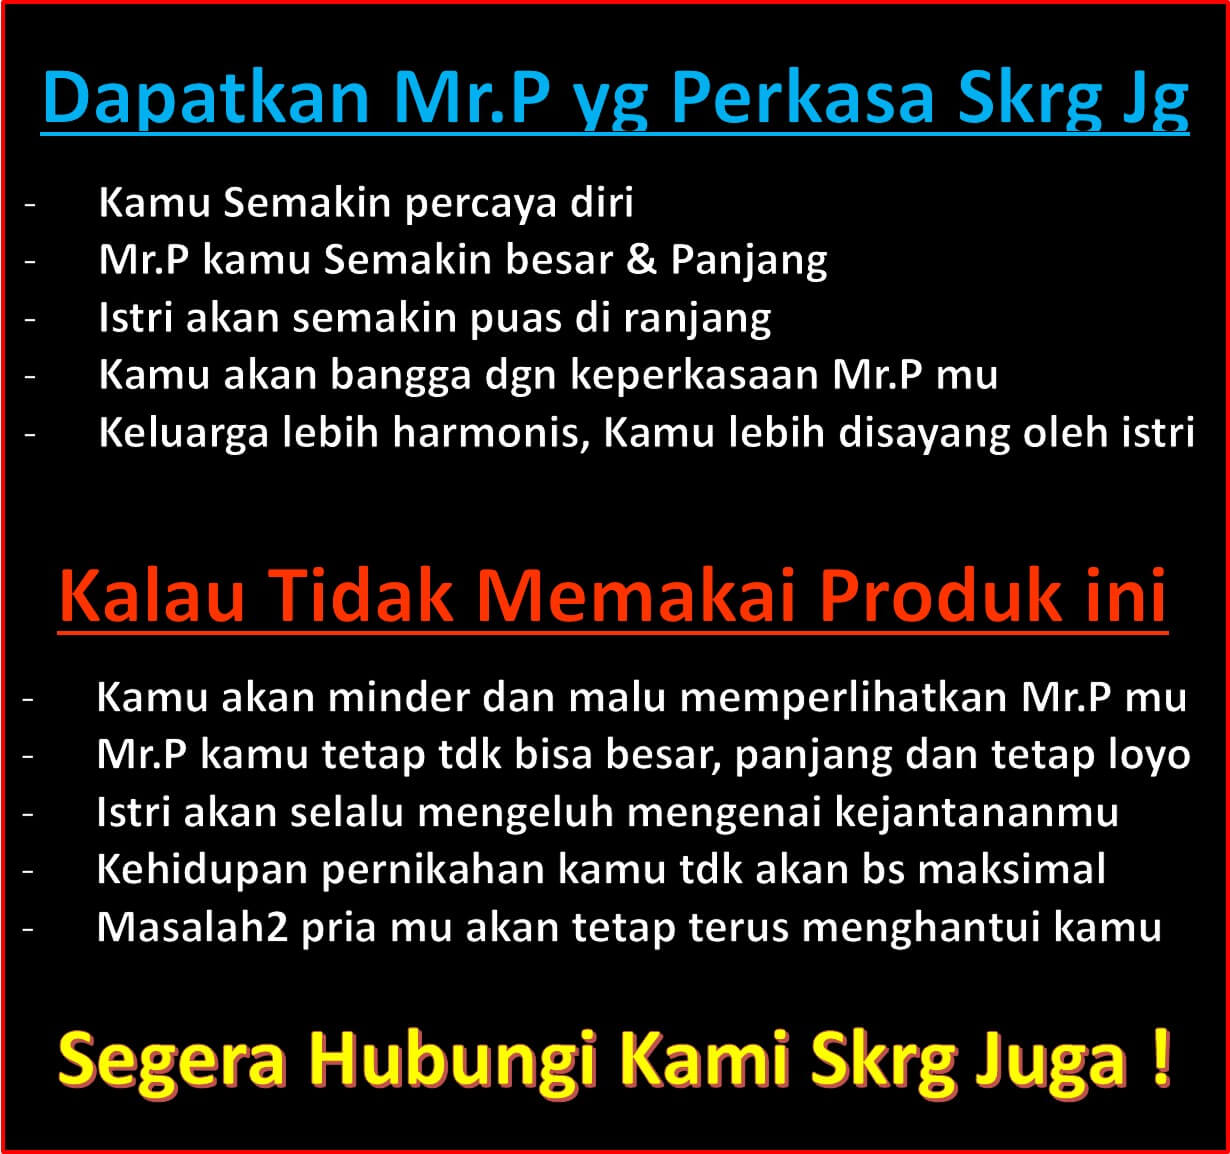 Dapatkan Mr.P yg Perkasa Skrg Jg
- Kamu Semakin percaya diri
- Mr.P kamu Semakin besar & Panjang
- Istri akan semakin puas di ranjang
- Kamu akan bangga dgn keperkasaan Mr.P mu
- Keluarga lebih harmonis, Kamu lebih disayang oleh istri
Kalau Tidak Memakai Produk ini
- Kamu akan minder dan malu memperlihatkan Mr.P mu
- Mr.P kamu tetap tdk bisa besar, panjang dan tetap loyo
- Istri akan selalu mengeluh mengenai kejantananmu
- Kehidupan pernikahan kamu tdk akan bs maksimal
- Masalah2 pria mu akan tetap terus menghantui kamu
Segera Hubungi Kami Skrg Juga !